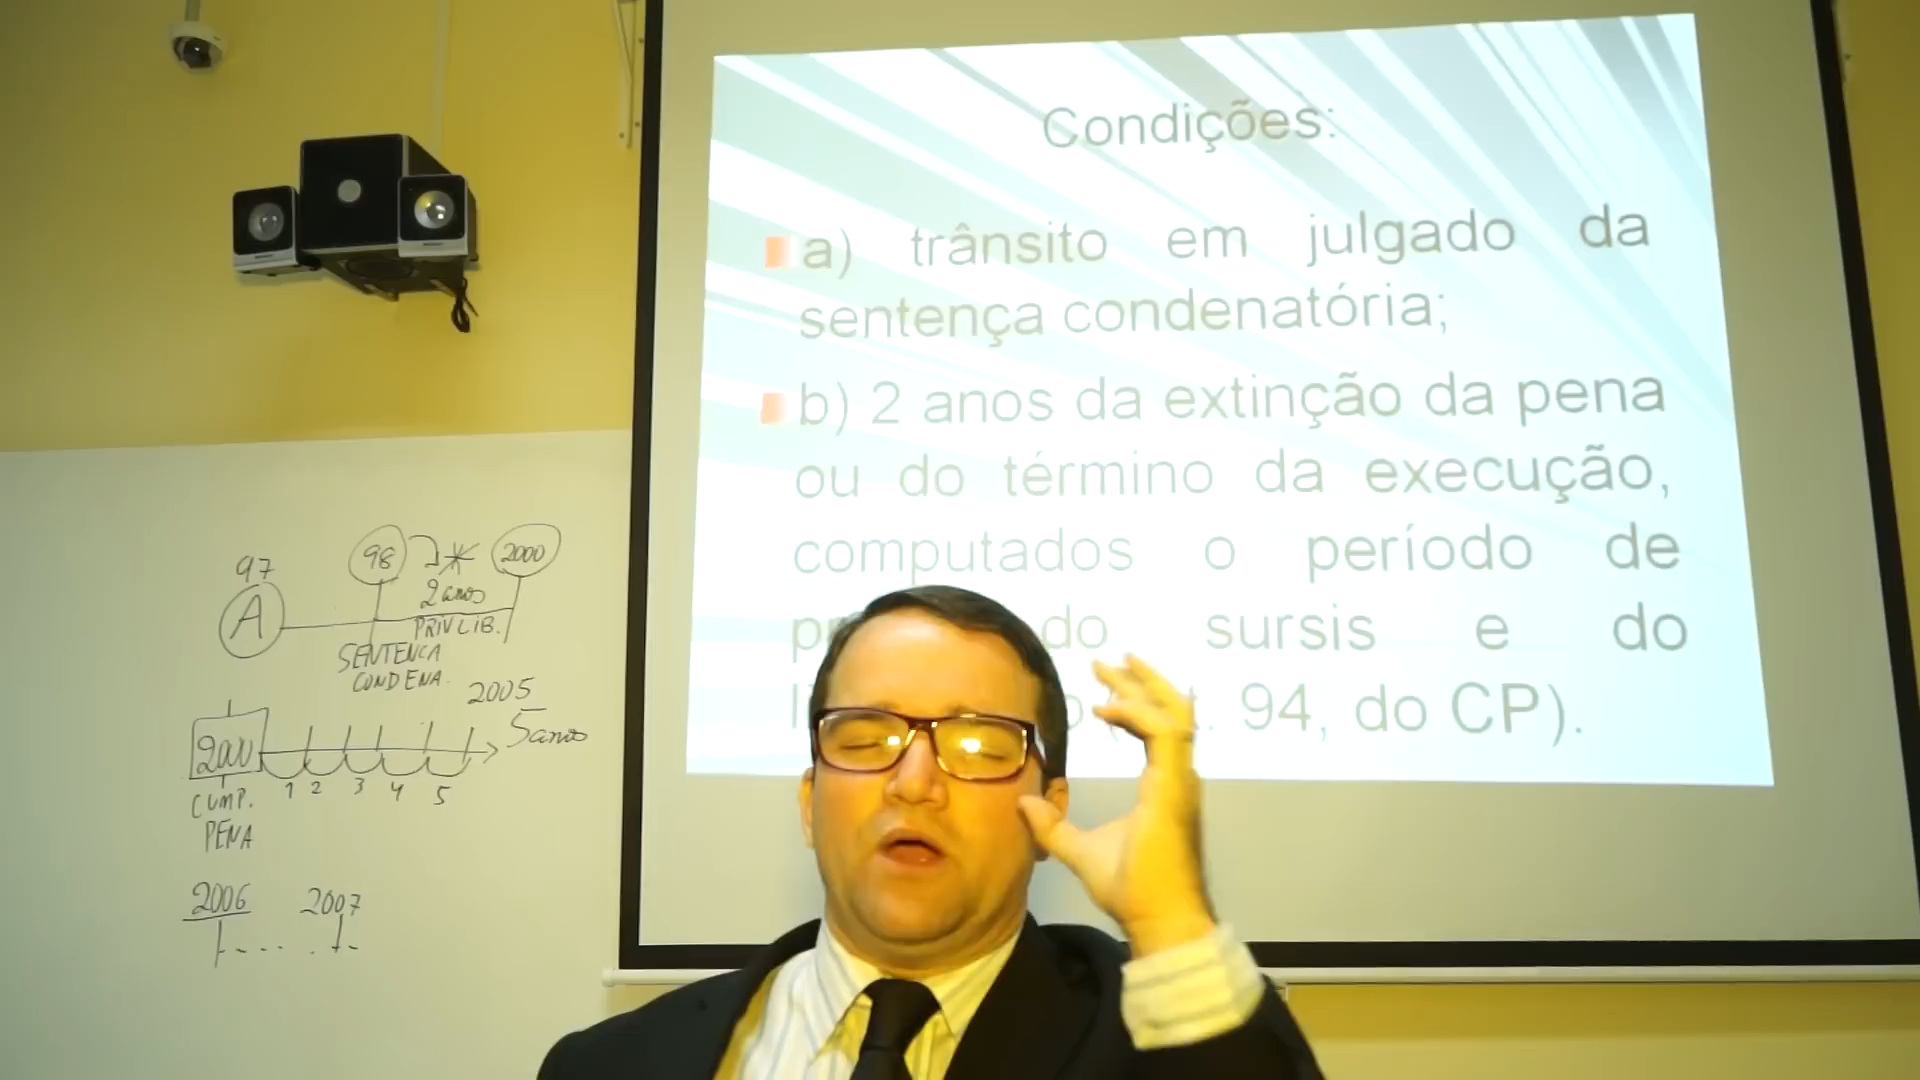 Condições:
a) trânsito em julgado da
sentença condenatória;
b) 2 anos da extinção da pena
ou do término da execução,
computados o período de
do sursis e do
94, do CP).
97
98
2000
A
2 anos
PRIV LIB.
SENTENCA
CONDENA.
2005
5 anos
2000
1 2 3 4 5
CUMP.
PENA
2006 2007